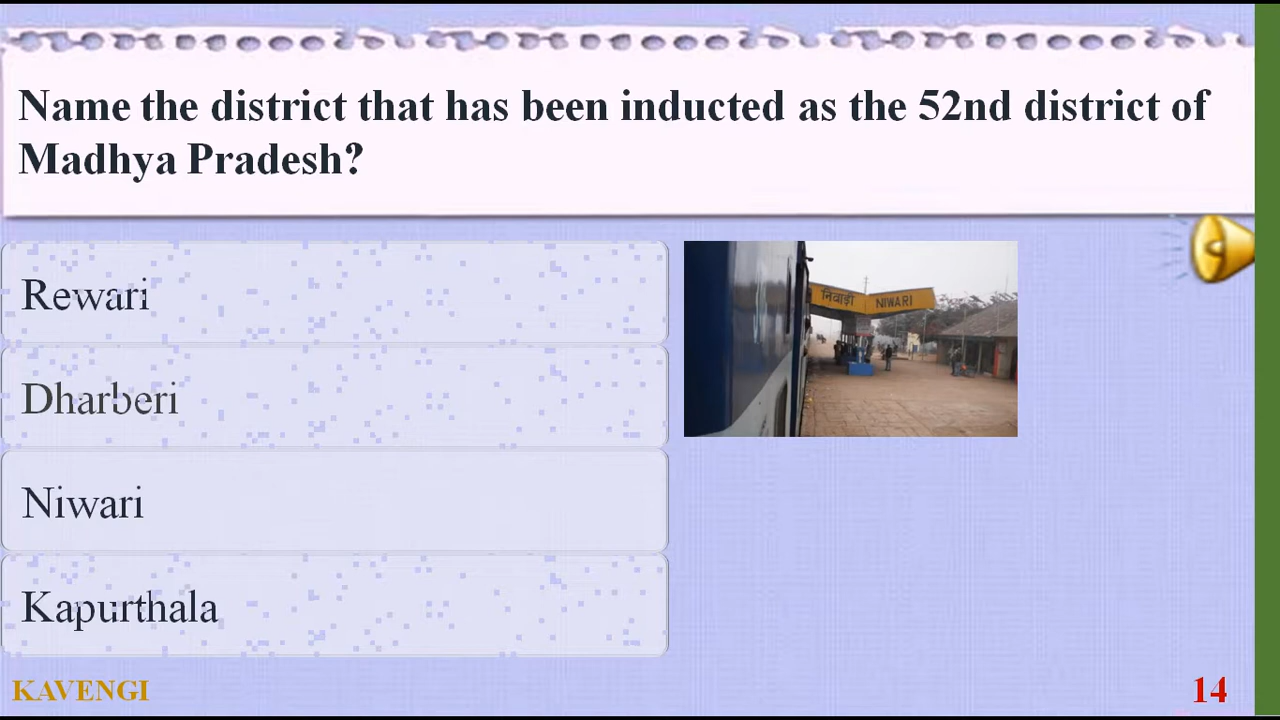 Name the district that has been inducted as the 52nd district of
Madhya Pradesh?
Rewari
Dharberi
Niwari
Kapurthala
निवाड़ी NIWARI
KAVENGI
14